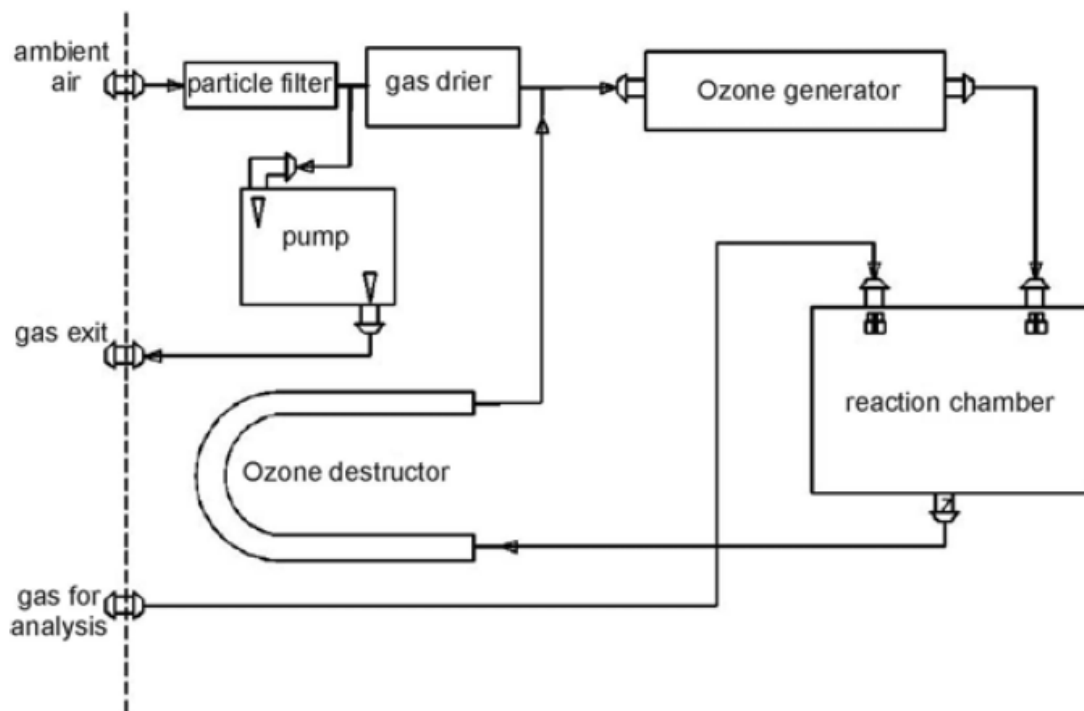 ambient
air
particle filter
gas drier
Ozone generator
pump
gas exit
reaction chamber
Ozone destructor
gas for
analysis